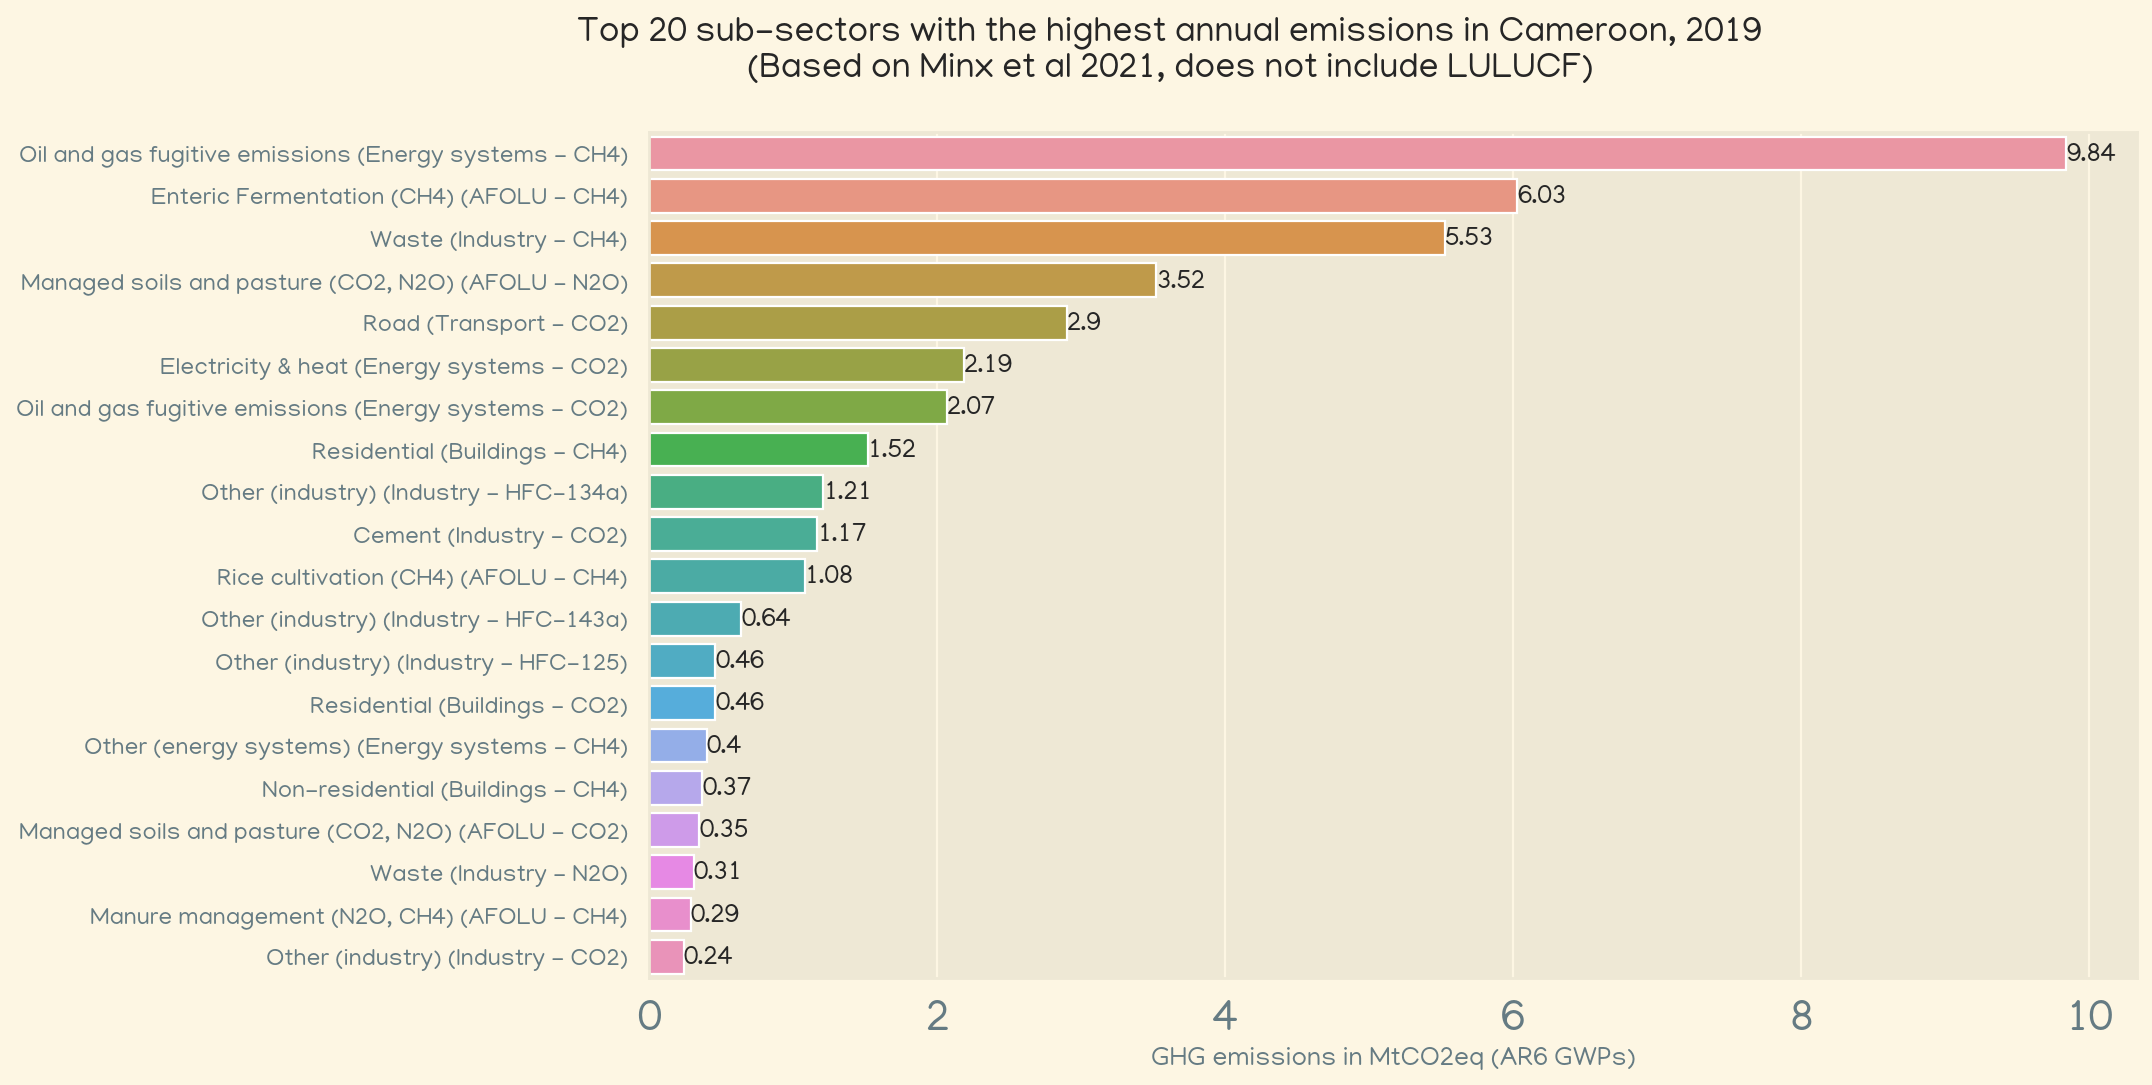 Top 20 sub-sectors with the highest annual emissions in Cameroon, 2019
(Based on Minx et al 2021, does not include LULUCF)
Oil and gas fugitive emissions (Energy systems - CH4) 9.84
Enteric Fermentation (CH4) (AFOLU - CH4) 6.03
Waste (Industry - CH4) 5.53
Managed soils and pasture (CO2, N2O) (AFOLU - N2O) 3.52
Road (Transport - CO2) 2.9
Electricity & heat (Energy systems - CO2) 2.19
Oil and gas fugitive emissions (Energy systems - CO2) 2.07
Residential (Buildings - CH4) 1.52
Other (industry) (Industry - HFC-134a) 1.21
Cement (Industry - CO2) 1.17
Rice cultivation (CH4) (AFOLU - CH4) 1.08
Other (industry) (Industry - HFC-143a) 0.64
Other (industry) (Industry - HFC-125) 0.46
Residential (Buildings - CO2) 0.46
Other (energy systems) (Energy systems - CH4) 0.4
Non-residential (Buildings - CH4) 0.37
Managed soils and pasture (CO2, N2O) (AFOLU - CO2) 0.35
Waste (Industry - N2O) 0.31
Manure management (N2O, CH4) (AFOLU - CH4) 0.29
Other (industry) (Industry - CO2) 0.24
0 2 4 6 8 10
GHG emissions in MtCO2eq (AR6 GWPs)